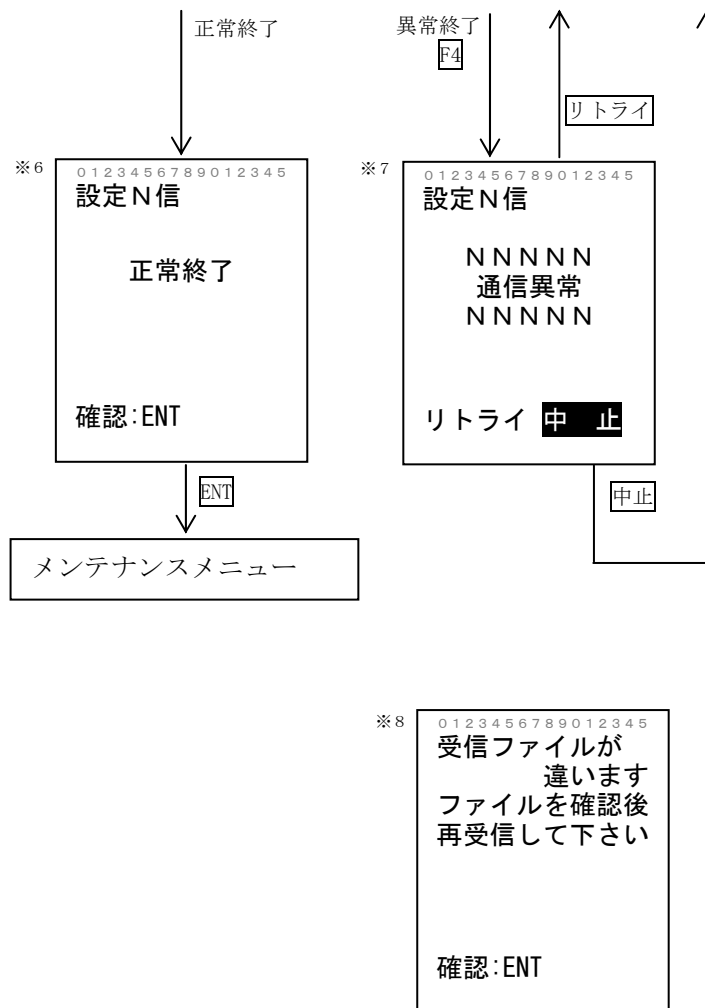 正常終了
異常終了
F4
リトライ
※6
0123456789012345
設定N信
正常終了
確認:ENT
ENT
メンテナンスメニュー
※7
0123456789012345
設定N信
NNNNN
通信異常
NNNNN
リトライ 中 止
中止
※8
0123456789012345
受信ファイルが
違います
ファイルを確認後
再受信して下さい
確認:ENT